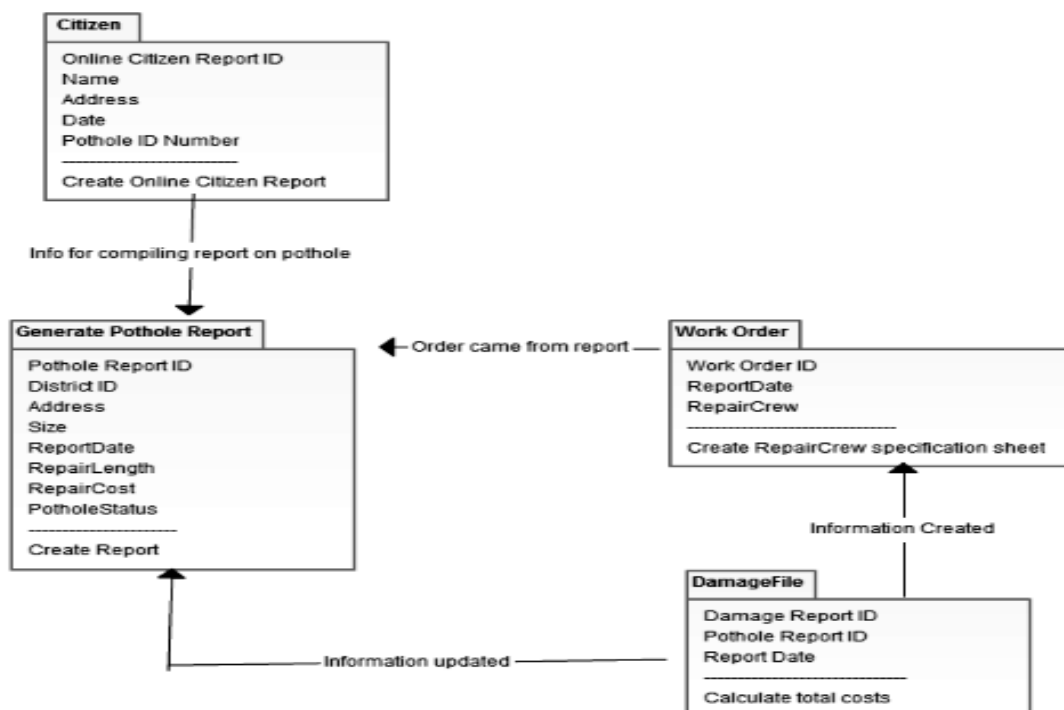 Citizen
Online Citizen Report ID
Name
Address
Date
Pothole ID Number
--------------------------
Create Online Citizen Report
Info for compiling report on pothole
Generate Pothole Report
Pothole Report ID
District ID
Address
Size
ReportDate
RepairLength
RepairCost
PotholeStatus
----------------------
Create Report
Order came from report
Work Order
Work Order ID
ReportDate
RepairCrew
-------------------------------
Create RepairCrew specification sheet
Information Created
DamageFile
Damage Report ID
Pothole Report ID
Report Date
------------------------------
Calculate total costs
Information updated